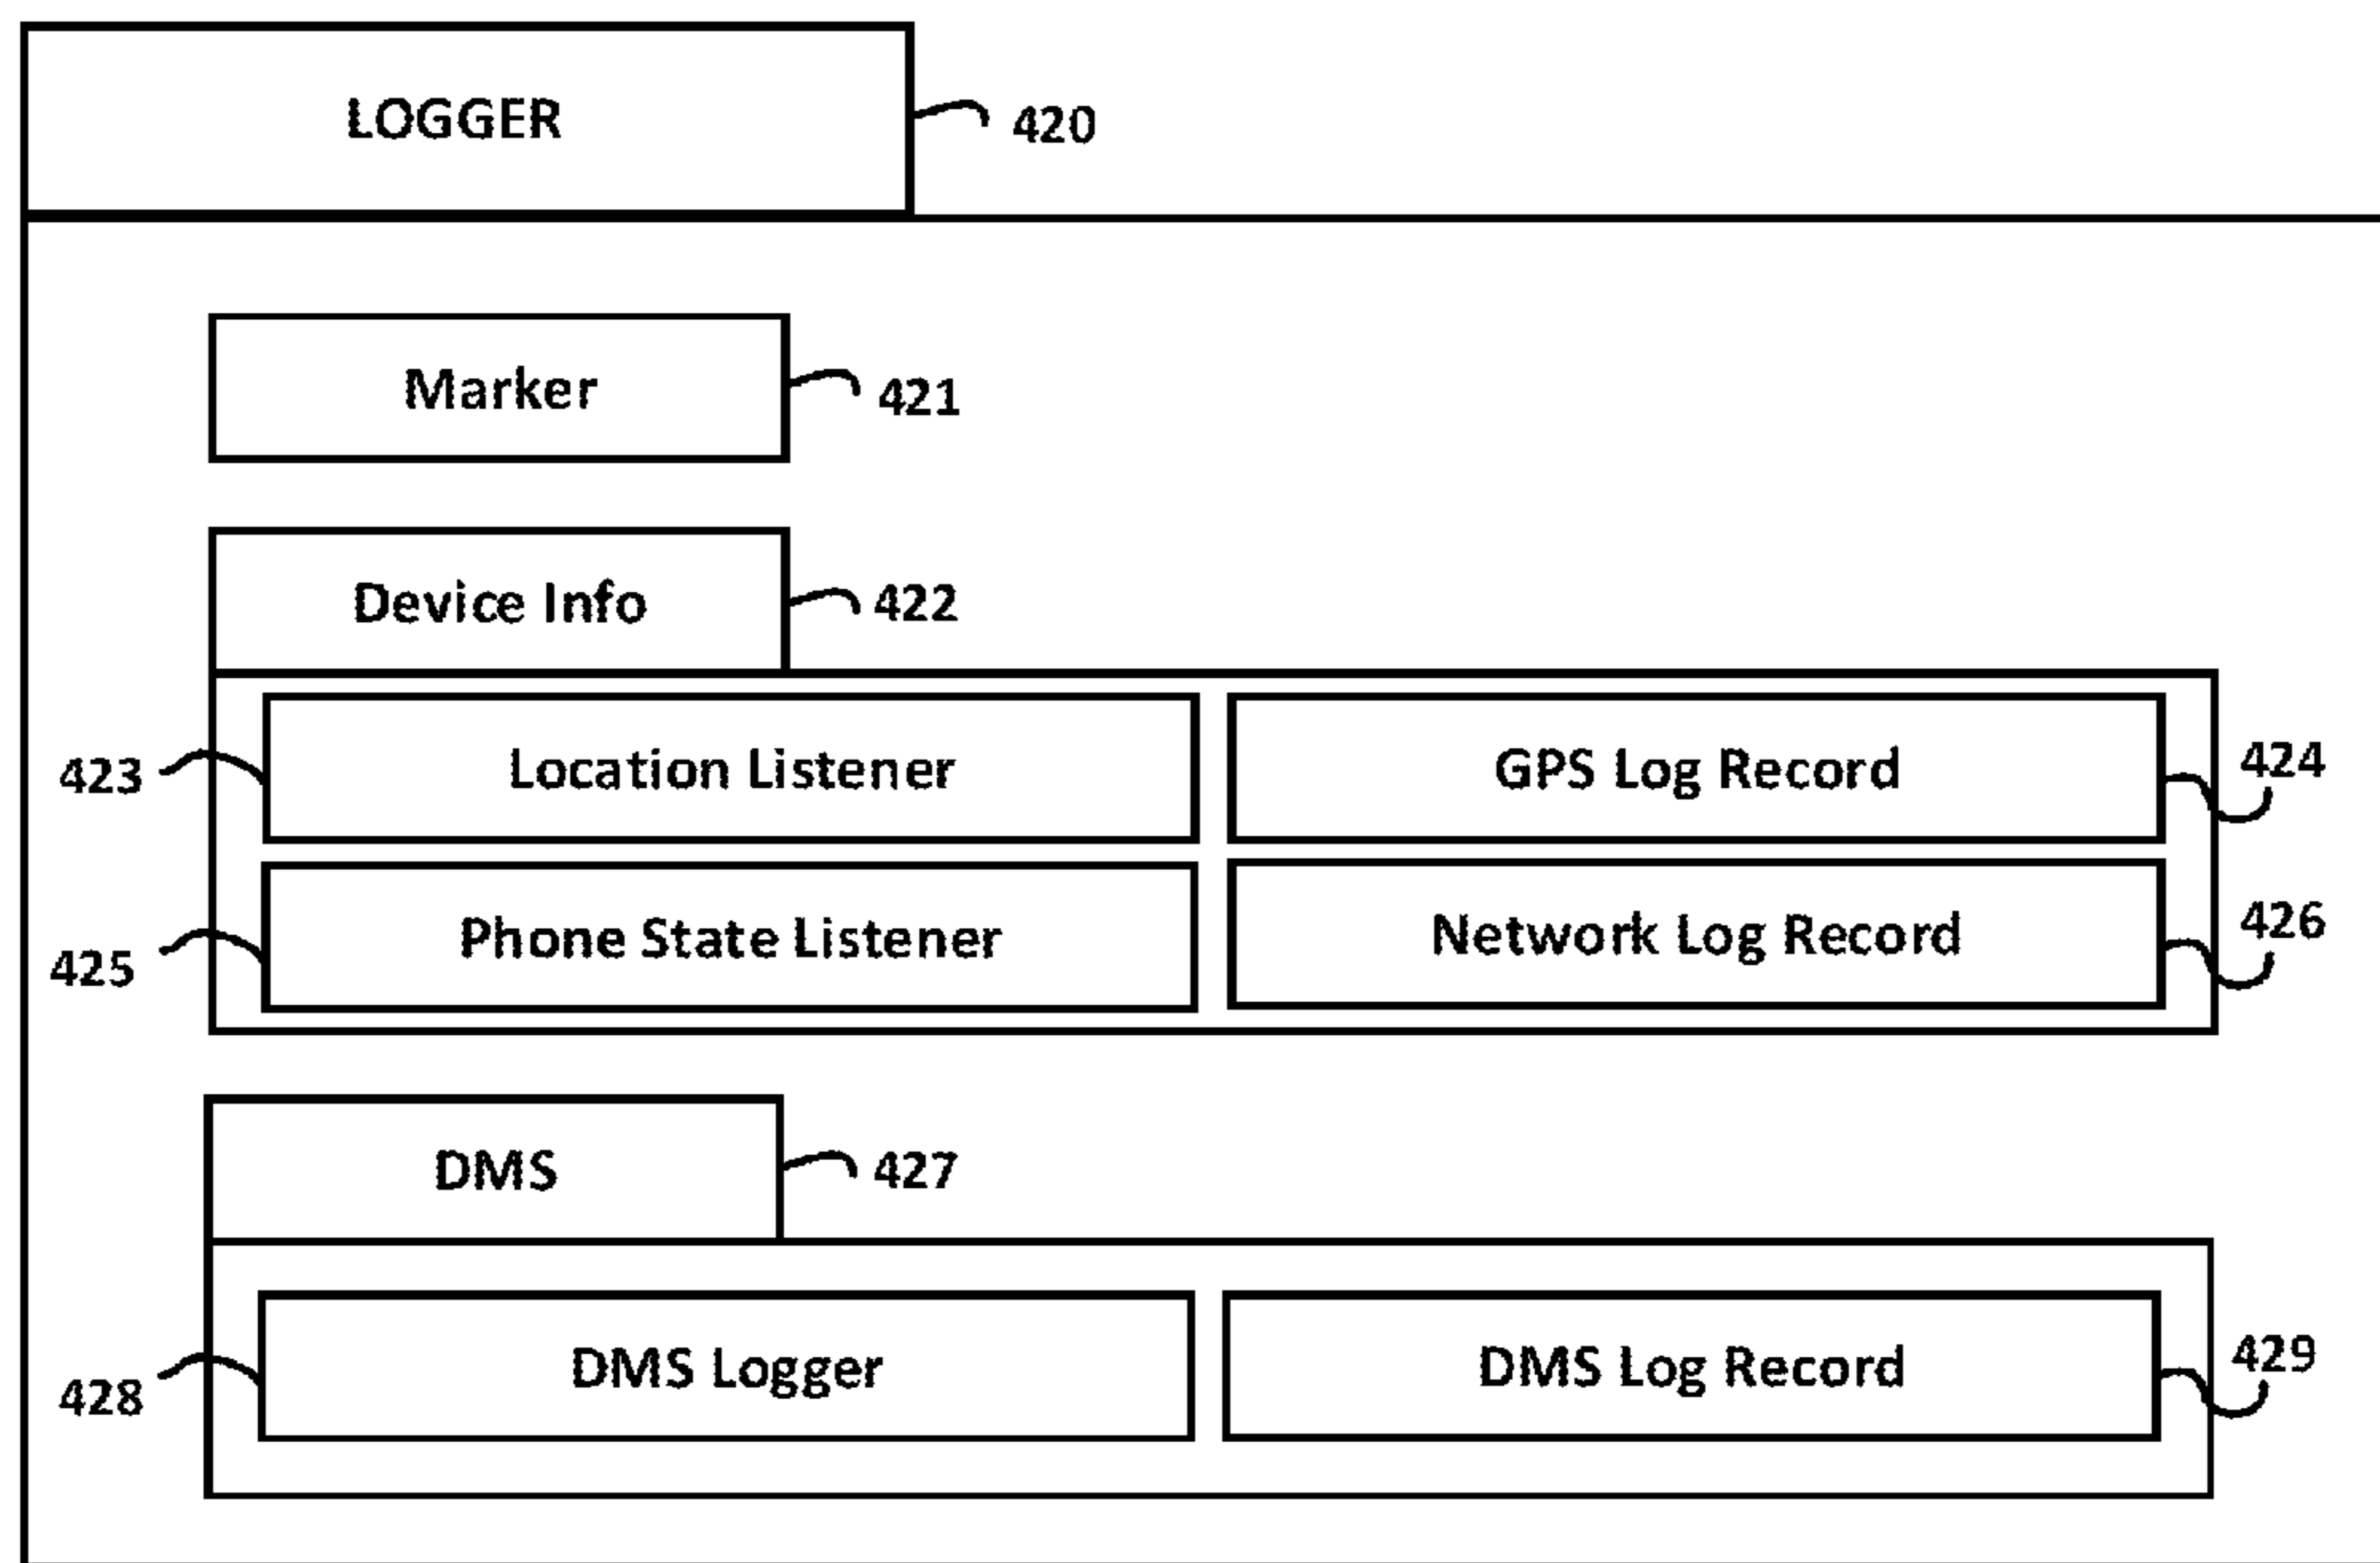 LOGGER
420
Marker
421
Device Info
422
423
Location Listener
GPS Log Record
424
425
Phone State Listener
Network Log Record
426
DMS
427
428
DMS Logger
DMS Log Record
429